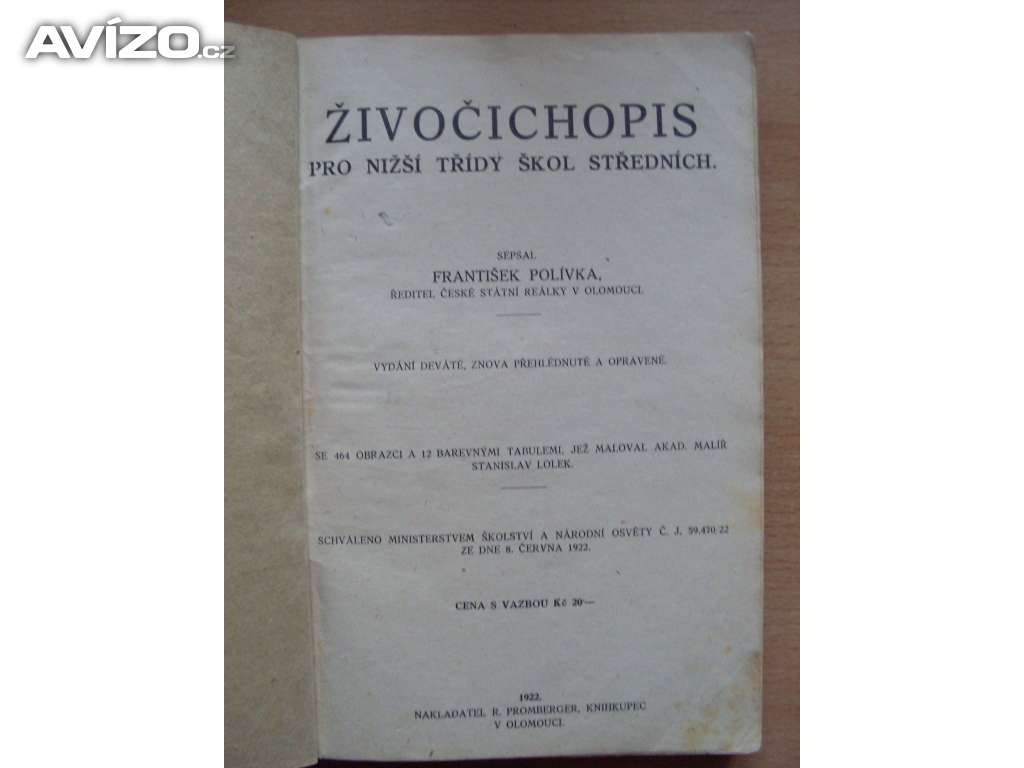 AVÍZO.cz
ŽIVOČICHOPIS
PRO NIŽŠÍ TŘÍDY ŠKOL STŘEDNÍCH.
SEPSAL
FRANTIŠEK POLÍVKA,
ŘEDITEL ČESKÉ STÁTNÍ REÁLKY V OLOMOUCI.
VYDÁNÍ DEVÁTÉ, ZNOVA PŘEHLÉDNUTÉ A OPRAVENÉ.
SE 464 OBRAZCI A 12 BAREVNÝMI TABULEMI, JEŽ MALOVAL AKAD. MALÍŘ
STANISLAV LOLEK.
SCHVÁLENO MINISTERSTVEM ŠKOLSTVÍ A NÁRODNÍ OSVĚTY Č. J. 59.470/22
ZE DNE 8. ČERVNA 1922.
CENA S VAZBOU Kč 20·—
1922.
NAKLADATEL R. PROMBERGER, KNIHKUPEC
V OLOMOUCI.